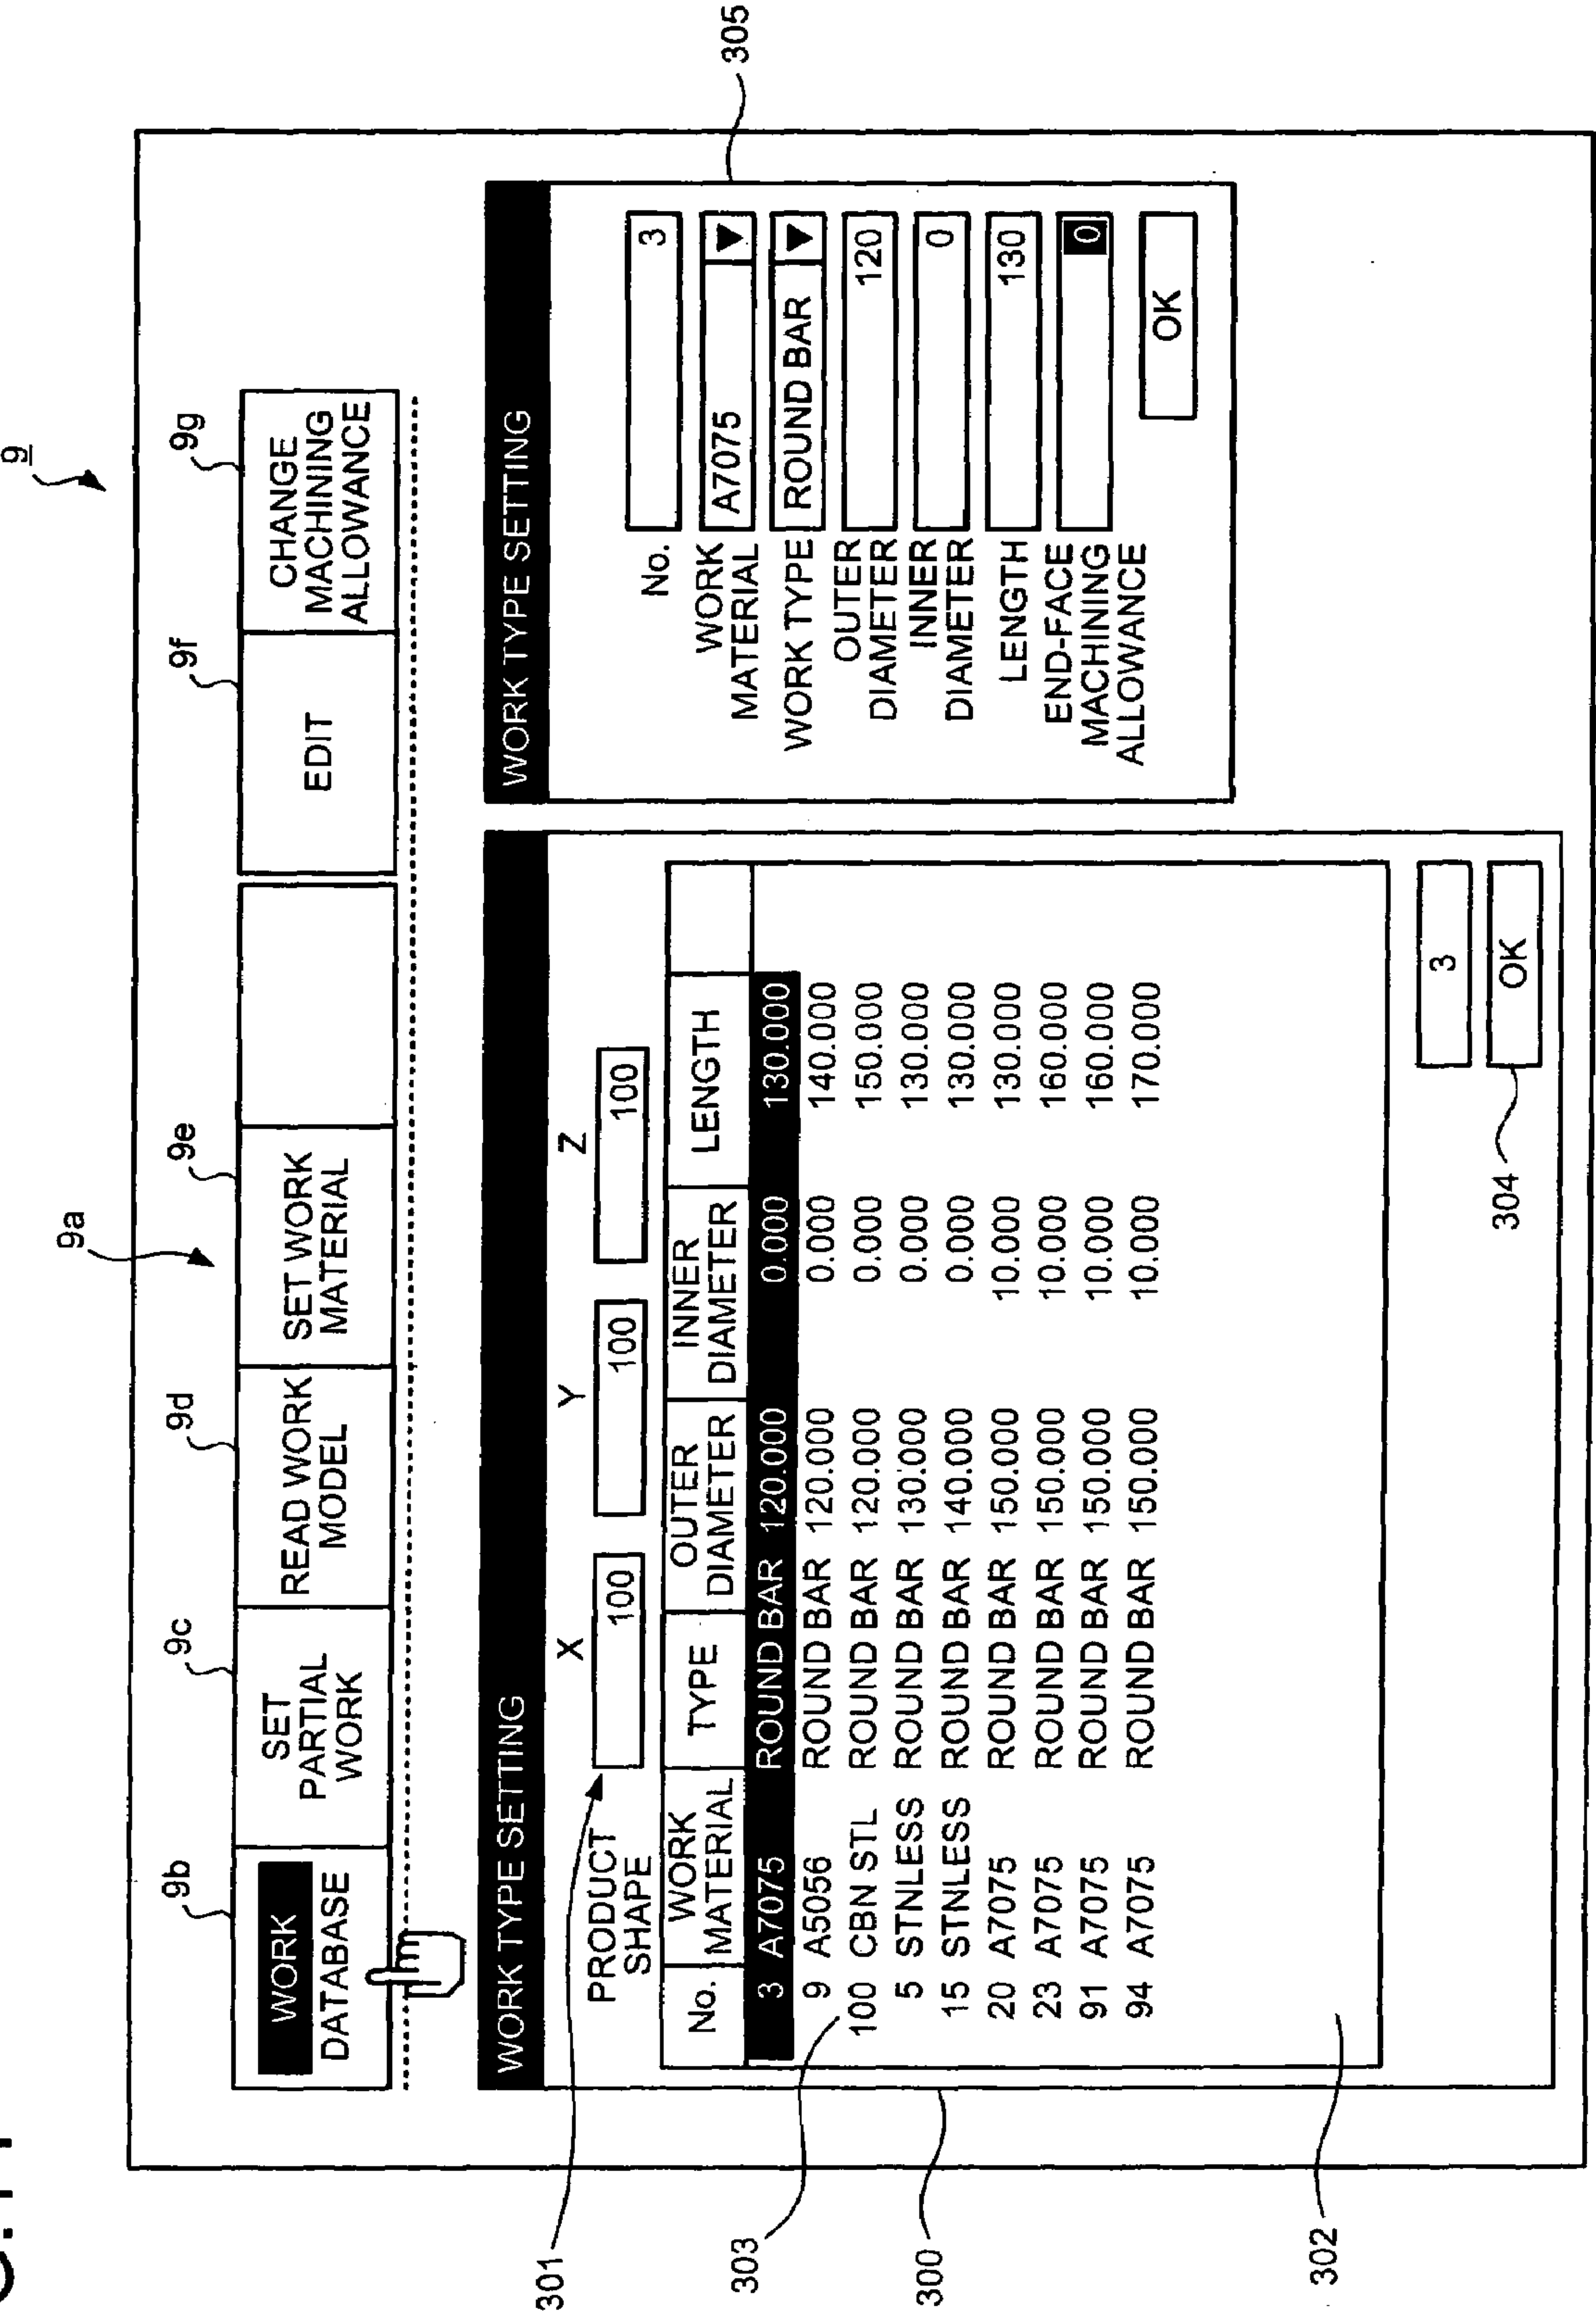 9
9a
9b
9c
9d
9e
9f
9g
WORK
DATABASE
SET
PARTIAL
WORK
READ WORK
MODEL
SET WORK
MATERIAL
EDIT
CHANGE
MACHINING
ALLOWANCE
WORK TYPE SETTING
PRODUCT
SHAPE
X
Y
Z
100
100
100
No. WORK MATERIAL TYPE OUTER DIAMETER INNER DIAMETER LENGTH
3 A7075 ROUND BAR 120.000 0.000 130.000
9 A5056 ROUND BAR 120.000 0.000 140.000
100 CBN STL ROUND BAR 120.000 0.000 150.000
5 STNLESS ROUND BAR 130.000 0.000 130.000
15 STNLESS ROUND BAR 140.000 0.000 130.000
20 A7075 ROUND BAR 150.000 10.000 130.000
23 A7075 ROUND BAR 150.000 10.000 160.000
91 A7075 ROUND BAR 150.000 10.000 160.000
94 A7075 ROUND BAR 150.000 10.000 170.000
3
OK
WORK TYPE SETTING
No. 3
WORK
MATERIAL A7075 ▼
WORK TYPE ROUND BAR ▼
OUTER
DIAMETER 120
INNER
DIAMETER 0
LENGTH 130
END-FACE
MACHINING
ALLOWANCE 0
OK
301
303
300
302
304
305